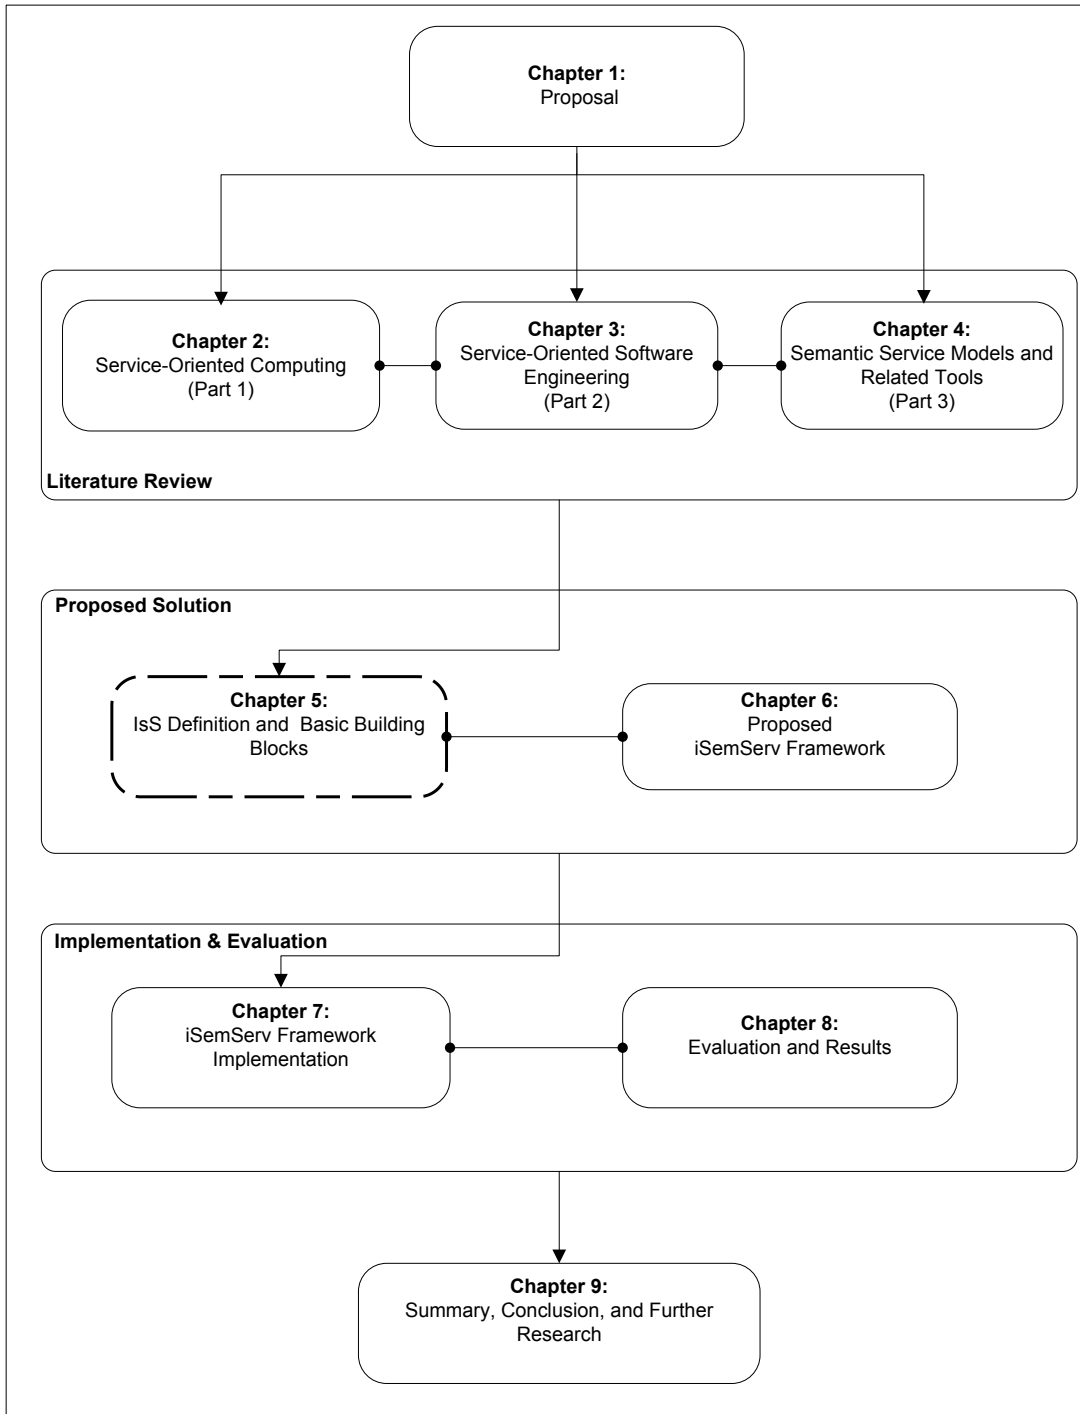 Chapter 1:
Proposal
Chapter 2:
Service-Oriented Computing
(Part 1)
Chapter 3:
Service-Oriented Software
Engineering
(Part 2)
Chapter 4:
Semantic Service Models and
Related Tools
(Part 3)
Literature Review
Proposed Solution
Chapter 5:
IsS Definition and  Basic Building
Blocks
Chapter 6:
Proposed
iSemServ Framework
Implementation & Evaluation
Chapter 7:
iSemServ Framework
Implementation
Chapter 8:
Evaluation and Results
Chapter 9:
Summary, Conclusion, and Further
Research